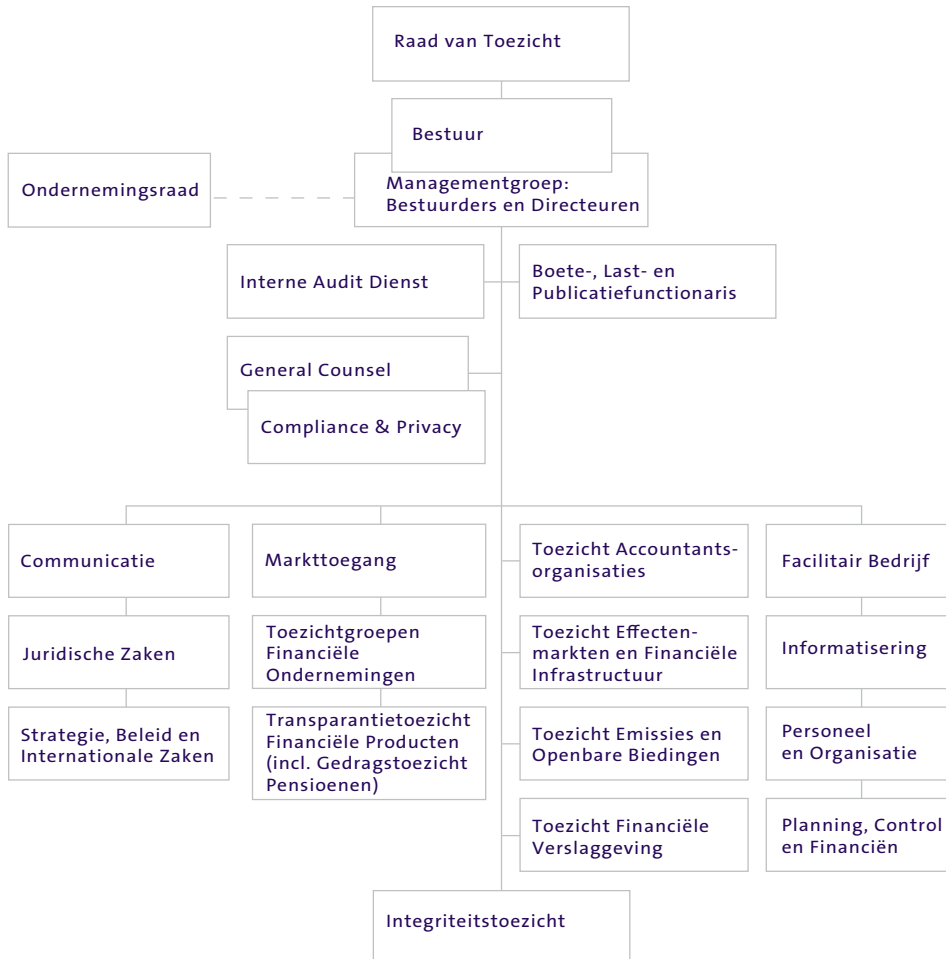 Raad van Toezicht
Bestuur
Ondernemingsraad
Managementgroep:
Bestuurders en Directeuren
Interne Audit Dienst
Boete-, Last- en
Publicatiefunctionaris
General Counsel
Compliance & Privacy
Communicatie
Juridische Zaken
Strategie, Beleid en
Internationale Zaken
Markttoegang
Toezichtgroepen
Financiële
Ondernemingen
Transparantietoezicht
Financiële Producten
(incl. Gedragstoezicht
Pensioenen)
Toezicht Accountants-
organisaties
Toezicht Effecten-
markten en Financiële
Infrastructuur
Toezicht Emissies en
Openbare Biedingen
Toezicht Financiële
Verslaggeving
Facilitair Bedrijf
Informatisering
Personeel
en Organisatie
Planning, Control
en Financiën
Integriteitstoezicht